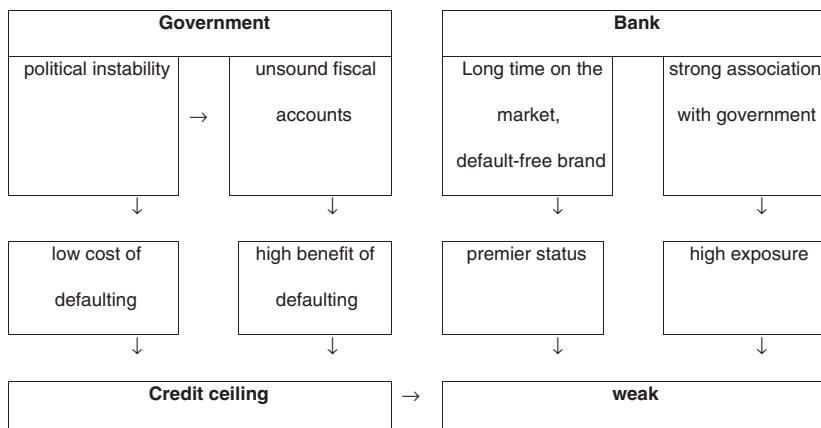 Government
Bank
political instability
→
unsound fiscal
accounts
Long time on the
market,
default-free brand
strong association
with government
↓ ↓ ↓ ↓
low cost of
defaulting
high benefit of
defaulting
premier status
high exposure
↓ ↓ ↓ ↓
Credit ceiling
→
weak